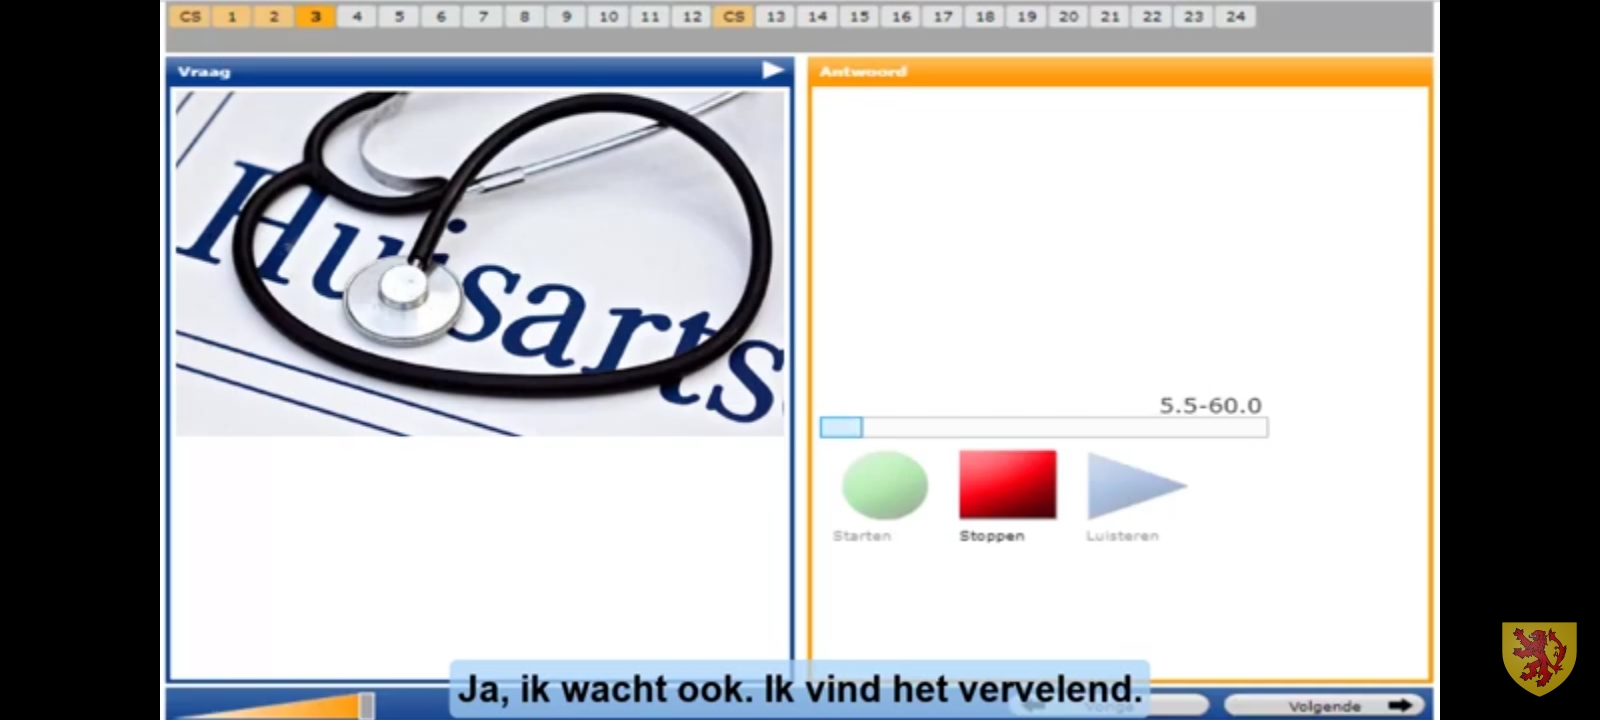 CS 1 2 3 4 5 6 7 8 9 10 11 12 CS 13 14 15 16 17 18 19 20 21 22 23 24
Vraag
Antwoord
Huisarts
5.5-60.0
Starten Stoppen Luisteren
Ja, ik wacht ook. Ik vind het vervelend.
Vorige Volgende